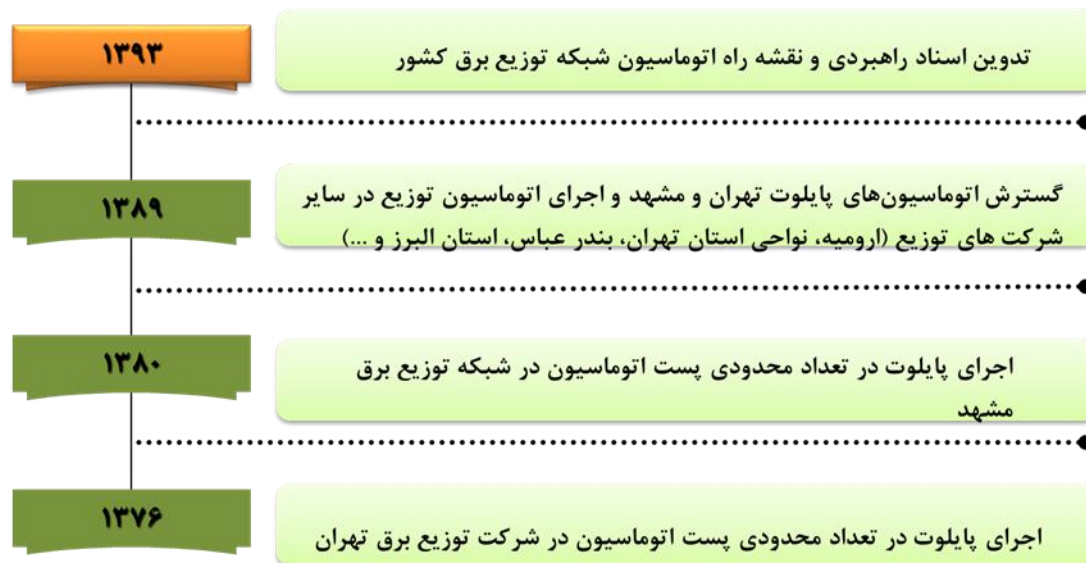 ۱۳۹۳
تدوین اسناد راهبردی و نقشه راه اتوماسیون شبکه توزیع برق کشور
۱۳۸۹
گسترش اتوماسیون‌های پایلوت تهران و مشهد و اجرای اتوماسیون توزیع در سایر
شرکت های توزیع (ارومیه، نواحی استان تهران، بندر عباس، استان البرز و ...)
۱۳۸۰
اجرای پایلوت در تعداد محدودی پست اتوماسیون در شبکه توزیع برق
مشهد
۱۳۷۶
اجرای پایلوت در تعداد محدودی پست اتوماسیون در شرکت توزیع برق تهران